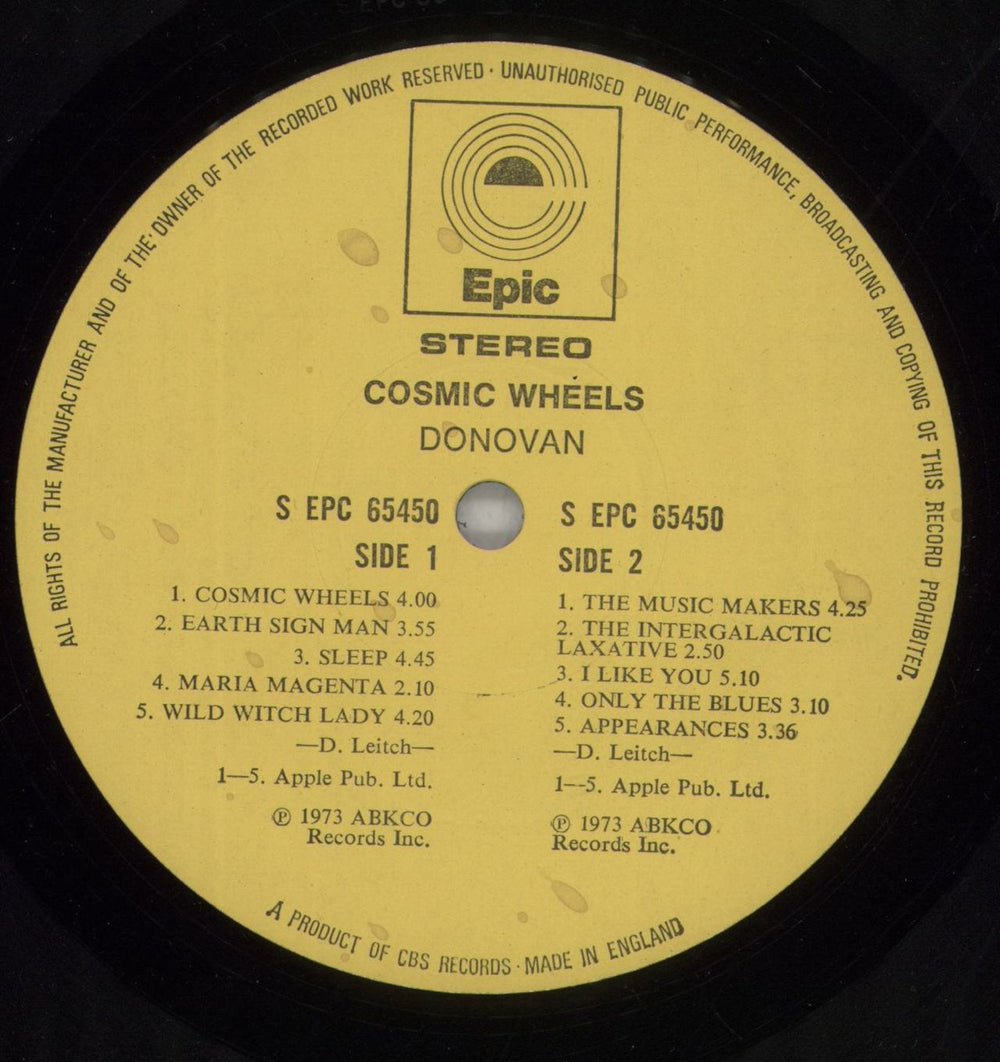 ALL RIGHTS OF THE MANUFACTURER AND OF THE OWNER OF THE RECORDED WORK RESERVED · UNAUTHORISED PUBLIC PERFORMANCE, BROADCASTING AND COPYING OF THIS RECORD PROHIBITED.
Epic
STEREO
COSMIC WHEELS
DONOVAN
S EPC 65450
SIDE 1
1. COSMIC WHEELS 4.00
2. EARTH SIGN MAN 3.55
3. SLEEP 4.45
4. MARIA MAGENTA 2.10
5. WILD WITCH LADY 4.20
—D. Leitch—
1—5. Apple Pub. Ltd.
℗ 1973 ABKCO
Records Inc.
S EPC 65450
SIDE 2
1. THE MUSIC MAKERS 4.25
2. THE INTERGALACTIC
LAXATIVE 2.50
3. I LIKE YOU 5.10
4. ONLY THE BLUES 3.10
5. APPEARANCES 3.36
—D. Leitch—
1--5. Apple Pub. Ltd.
℗ 1973 ABKCO
Records Inc.
A PRODUCT OF CBS RECORDS · MADE IN ENGLAND